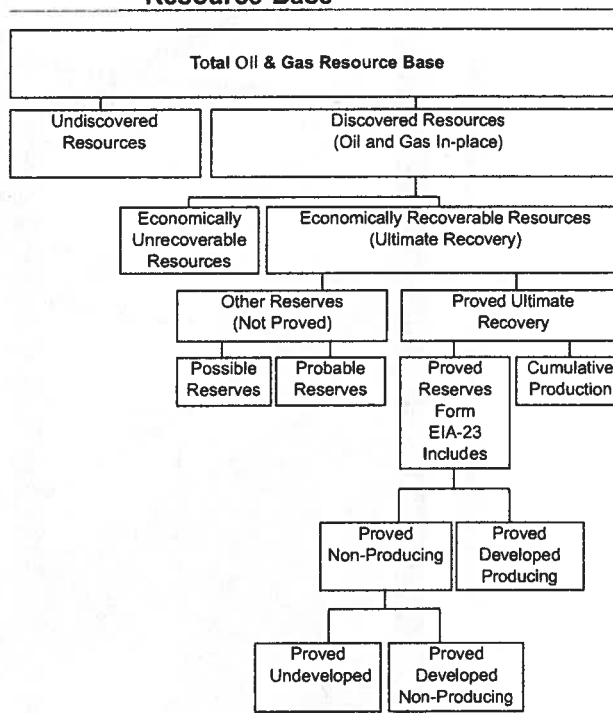 Resource Base
Total Oil & Gas Resource Base
Undiscovered
Resources
Discovered Resources
(Oil and Gas In-place)
Economically
Unrecoverable
Resources
Economically Recoverable Resources
(Ultimate Recovery)
Other Reserves
(Not Proved)
Proved Ultimate
Recovery
Possible
Reserves
Probable
Reserves
Proved
Reserves
Form
EIA-23
Includes
Cumulative
Production
Proved
Non-Producing
Proved
Developed
Producing
Proved
Undeveloped
Proved
Developed
Non-Producing